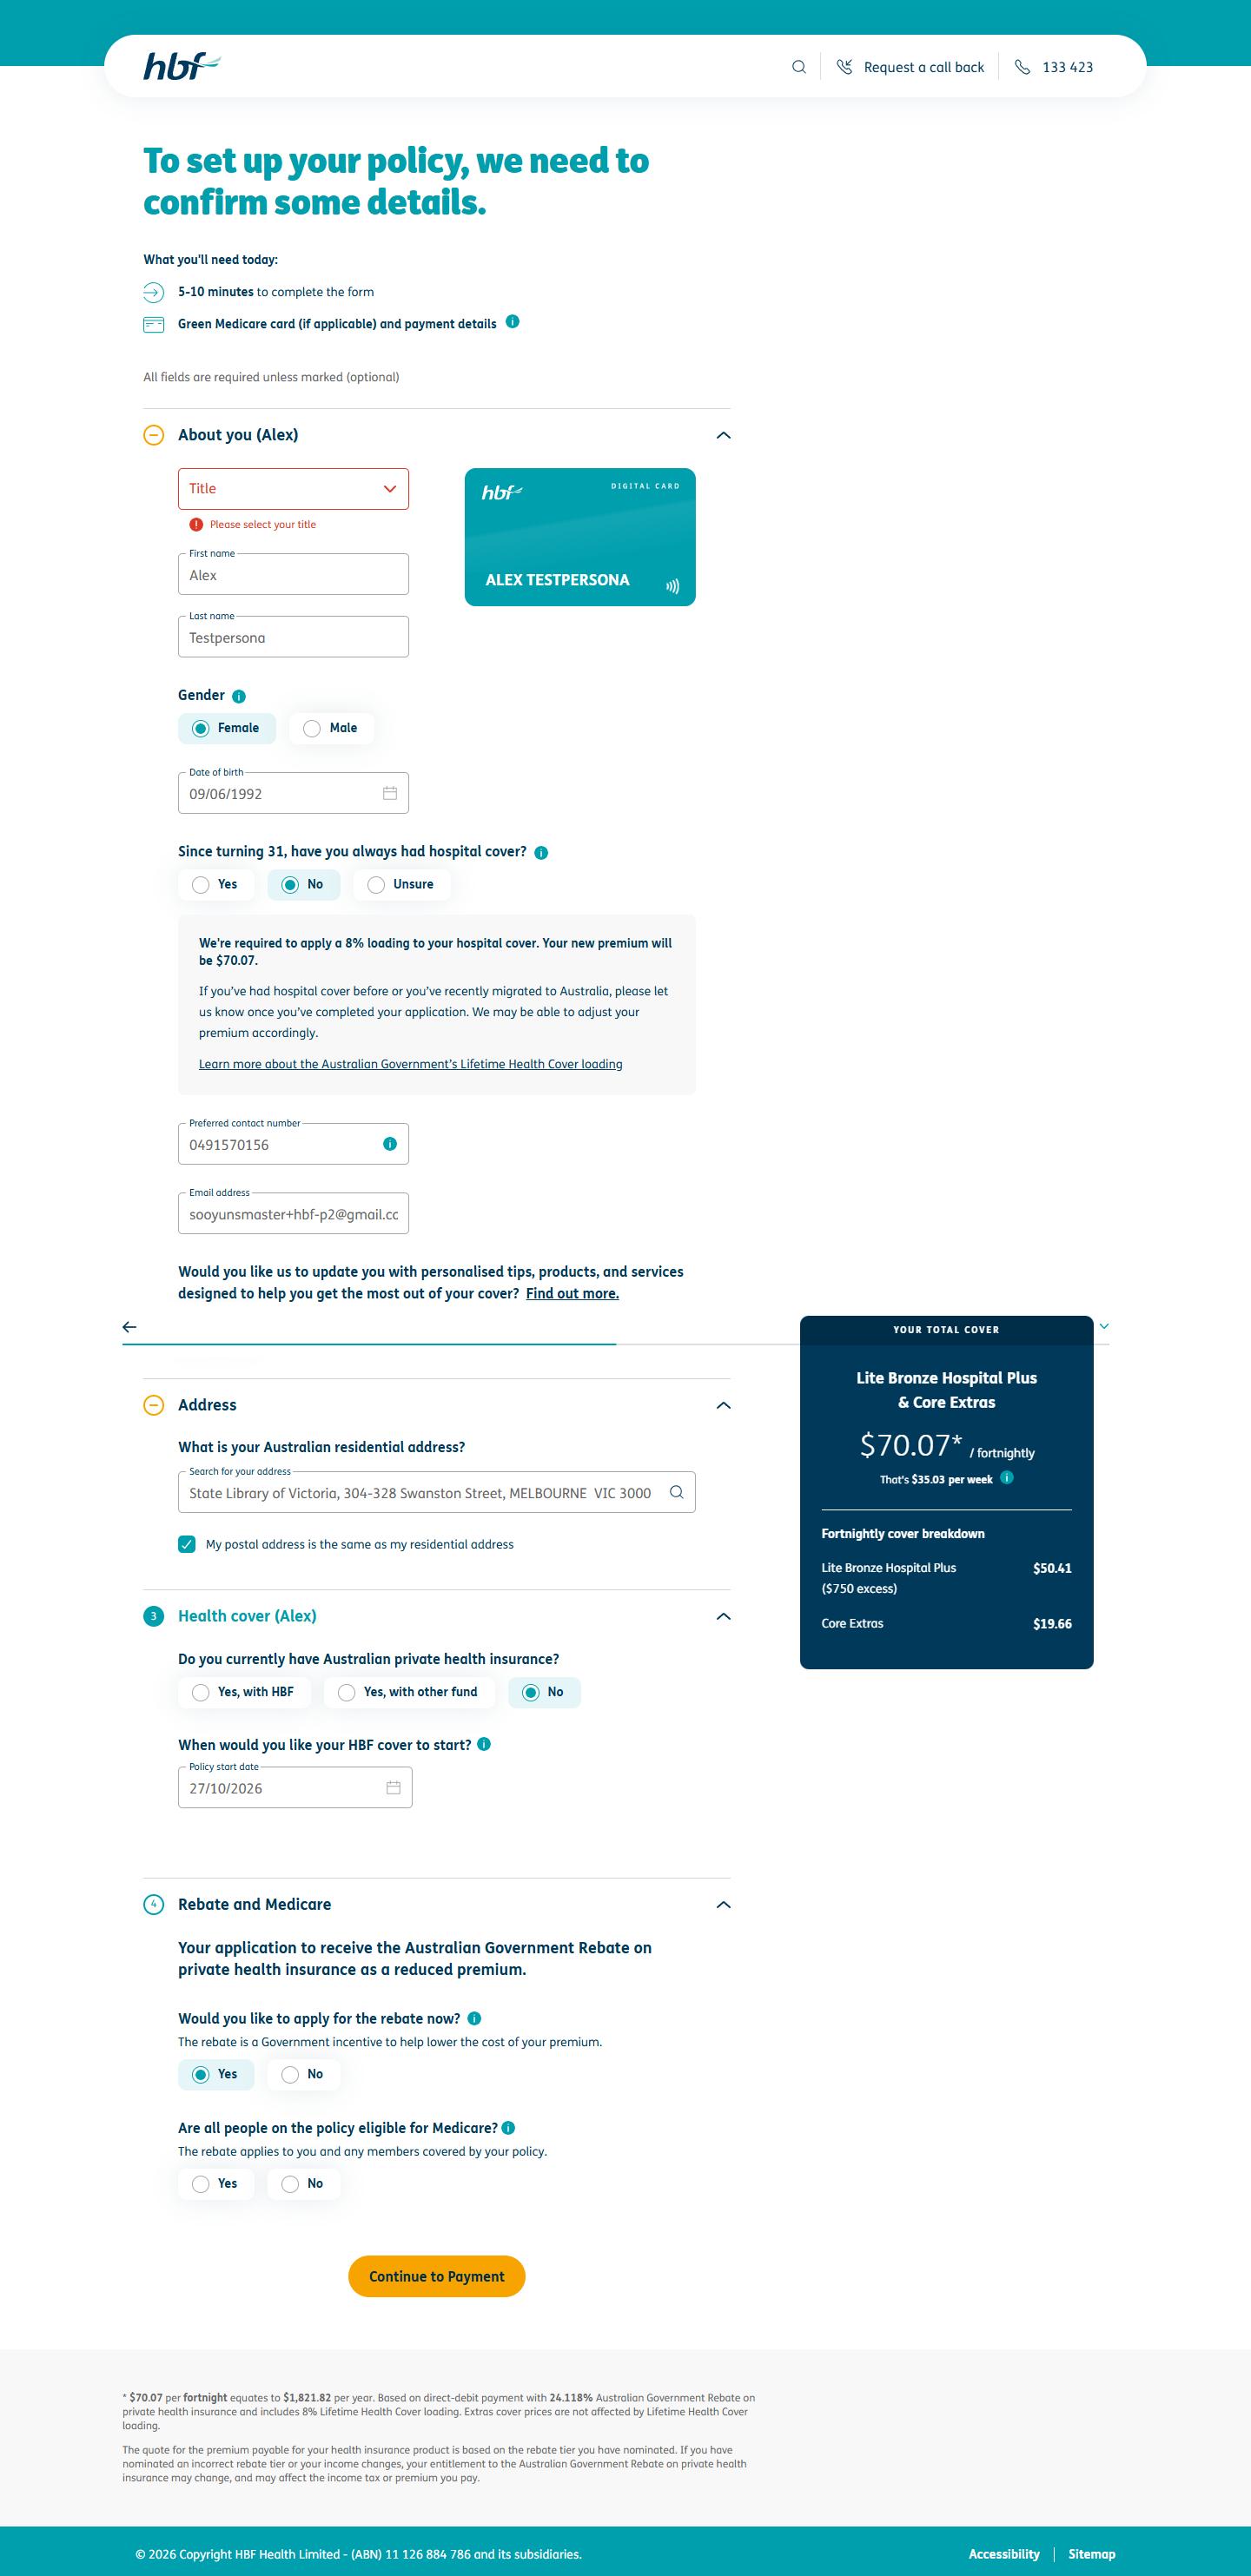 hbf
Request a call back
133 423
To set up your policy, we need to
confirm some details.
What you'll need today:
5-10 minutes to complete the form
Green Medicare card (if applicable) and payment details
All fields are required unless marked (optional)
About you (Alex)
Title
Please select your title
hbf
DIGITAL CARD
ALEX TESTPERSONA
First name
Alex
Last name
Testpersona
Gender
Female
Male
Date of birth
09/06/1992
Since turning 31, have you always had hospital cover?
Yes
No
Unsure
We're required to apply a 8% loading to your hospital cover. Your new premium will
be $70.07.
If you've had hospital cover before or you've recently migrated to Australia, please let
us know once you've completed your application. We may be able to adjust your
premium accordingly.
Learn more about the Australian Government's Lifetime Health Cover loading
Preferred contact number
0491570156
Email address
sooyunsmaster+hbf-p2@gmail.cc
Would you like us to update you with personalised tips, products, and services
designed to help you get the most out of your cover? Find out more.
YOUR TOTAL COVER
Lite Bronze Hospital Plus
& Core Extras
$70.07* / fortnightly
That's $35.03 per week
Fortnightly cover breakdown
Lite Bronze Hospital Plus $50.41
($750 excess)
Core Extras $19.66
Address
What is your Australian residential address?
Search for your address
State Library of Victoria, 304-328 Swanston Street, MELBOURNE  VIC 3000
My postal address is the same as my residential address
3
Health cover (Alex)
Do you currently have Australian private health insurance?
Yes, with HBF
Yes, with other fund
No
When would you like your HBF cover to start?
Policy start date
27/10/2026
4
Rebate and Medicare
Your application to receive the Australian Government Rebate on
private health insurance as a reduced premium.
Would you like to apply for the rebate now?
The rebate is a Government incentive to help lower the cost of your premium.
Yes
No
Are all people on the policy eligible for Medicare?
The rebate applies to you and any members covered by your policy.
Yes
No
Continue to Payment
* $70.07 per fortnight equates to $1,821.82 per year. Based on direct-debit payment with 24.118% Australian Government Rebate on
private health insurance and includes 8% Lifetime Health Cover loading. Extras cover prices are not affected by Lifetime Health Cover
loading.
The quote for the premium payable for your health insurance product is based on the rebate tier you have nominated. If you have
nominated an incorrect rebate tier or your income changes, your entitlement to the Australian Government Rebate on private health
insurance may change, and may affect the income tax or premium you pay.
© 2026 Copyright HBF Health Limited - (ABN) 11 126 884 786 and its subsidiaries.
Accessibility
Sitemap